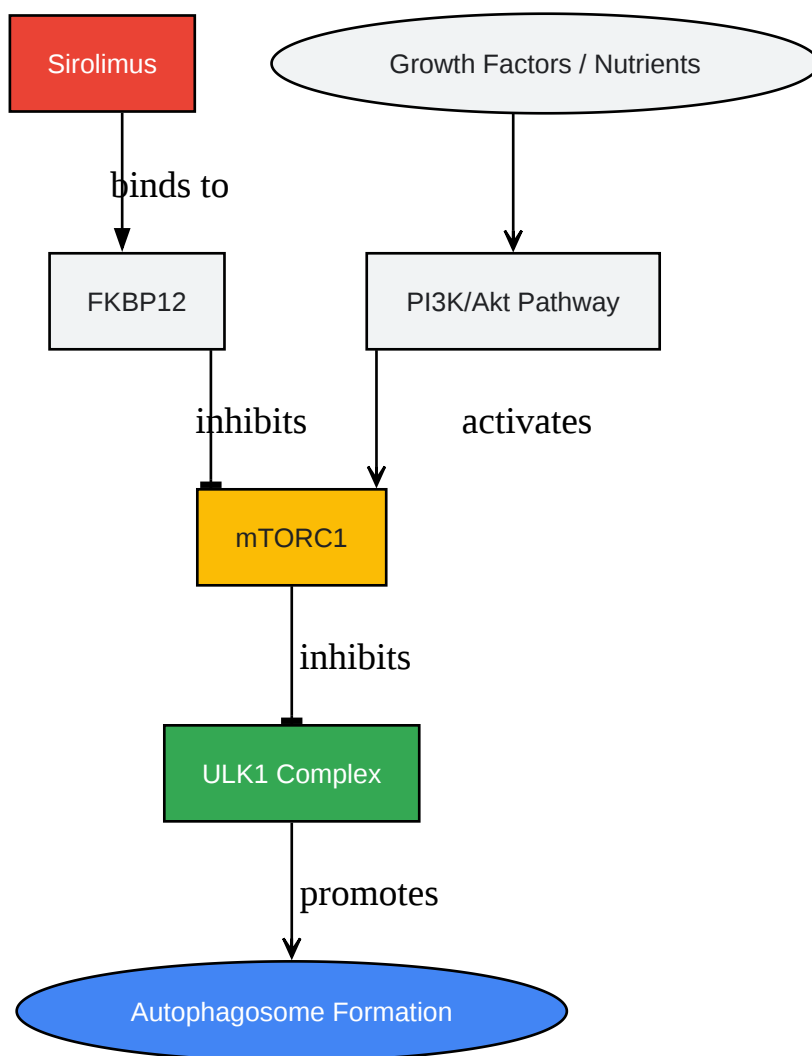 Sirolimus
Growth Factors / Nutrients
binds to
FKBP12
PI3K/Akt Pathway
inhibits
activates
mTORC1
inhibits
ULK1 Complex
promotes
Autophagosome Formation